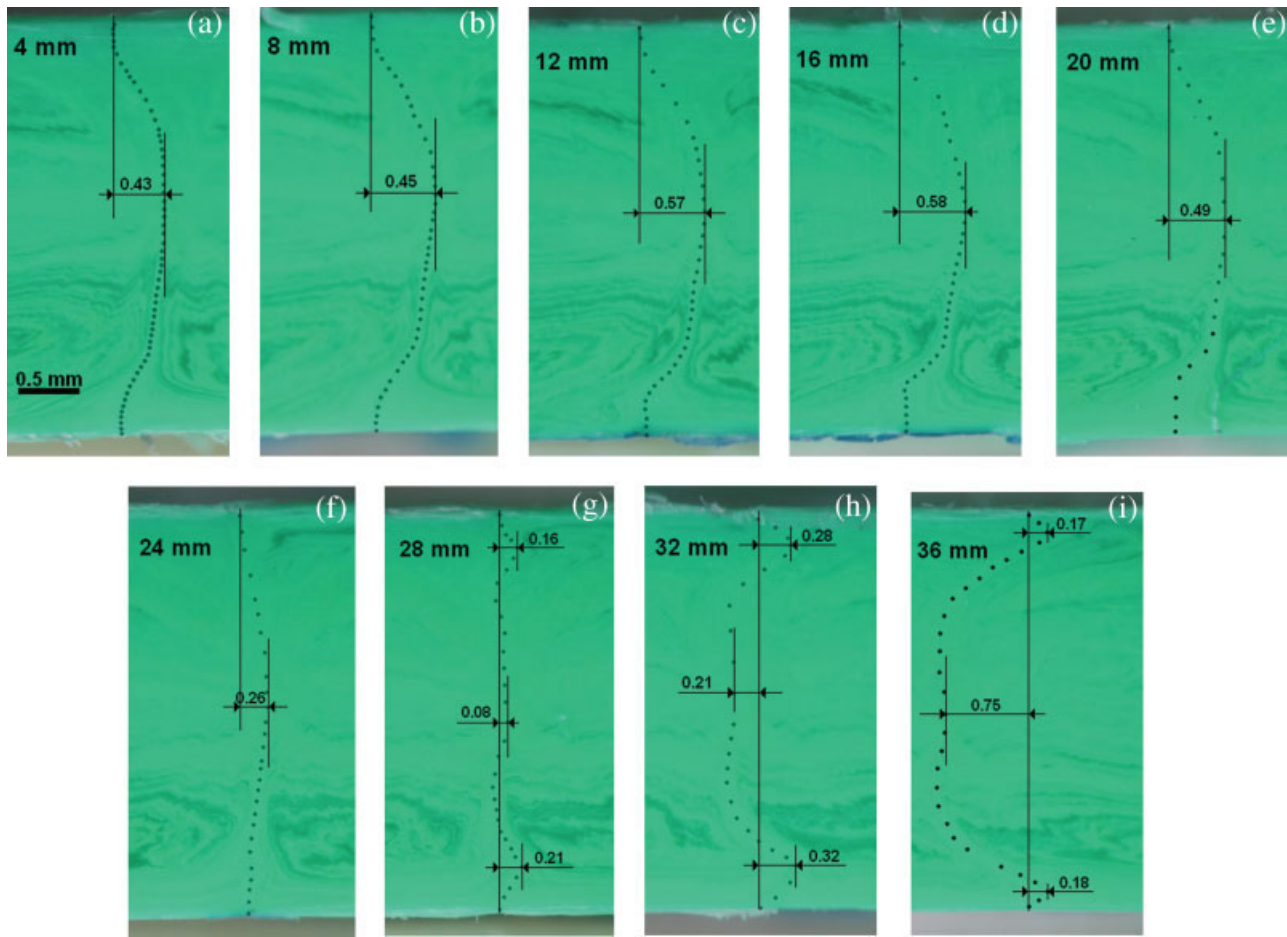 (a)
4 mm
0.43
0.5 mm
(b)
8 mm
0.45
(c)
12 mm
0.57
(d)
16 mm
0.58
(e)
20 mm
0.49
(f)
24 mm
0.26
(g)
28 mm
0.16
0.08
0.21
(h)
32 mm
0.28
0.21
0.32
(i)
36 mm
0.17
0.75
0.18